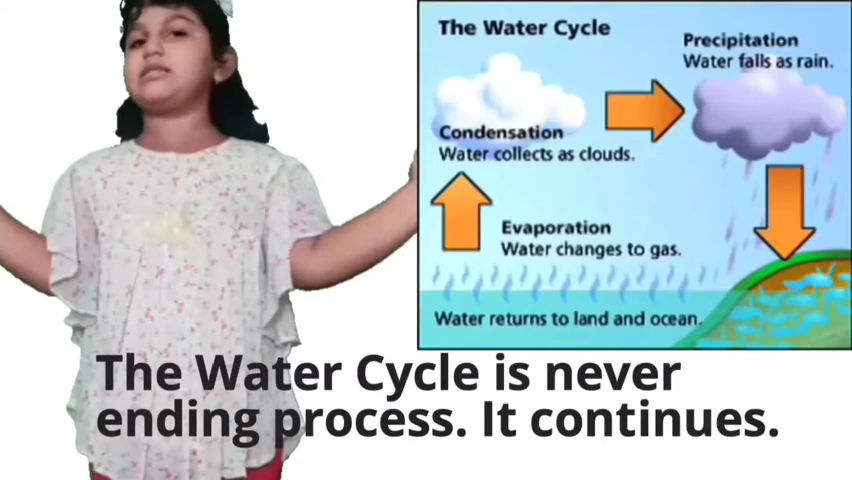 The Water Cycle
Precipitation
Water falls as rain.
Condensation
Water collects as clouds.
Evaporation
Water changes to gas.
Water returns to land and ocean.
The Water Cycle is never
ending process. It continues.